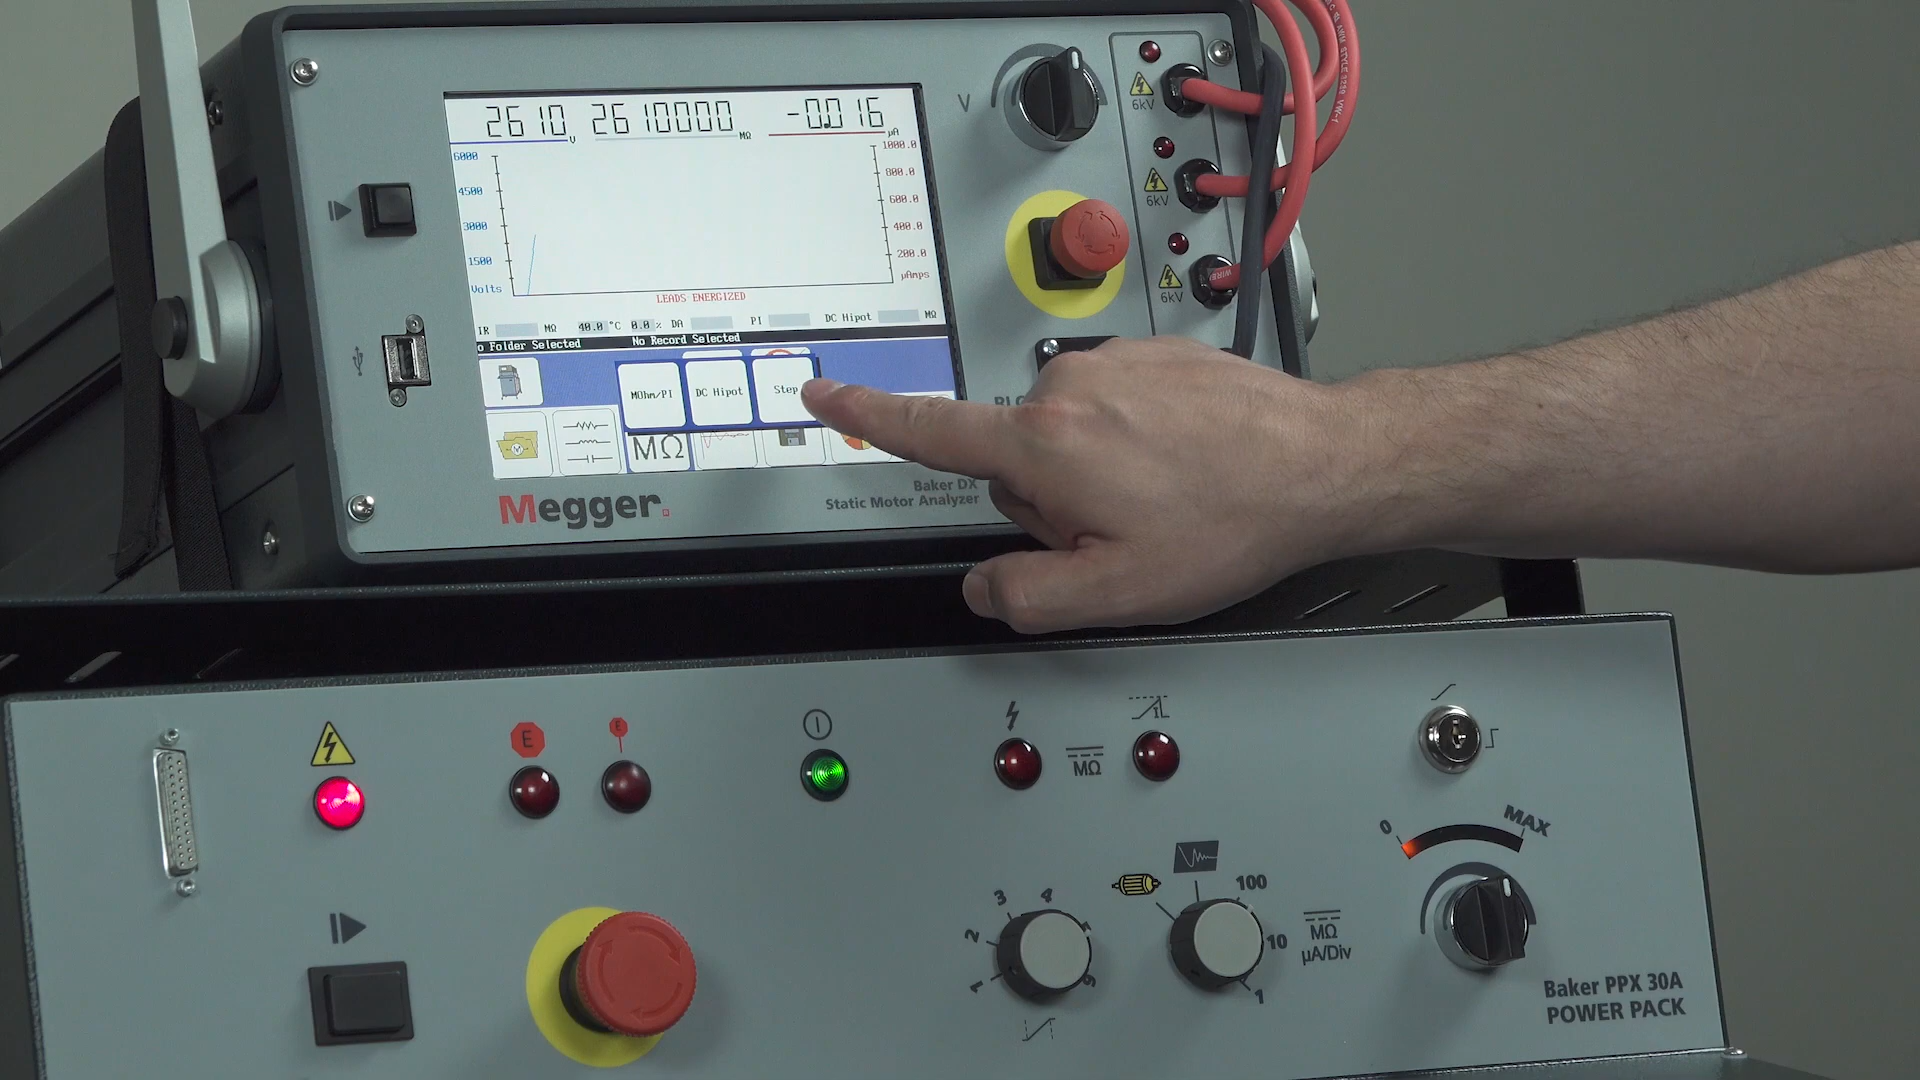 2610 V 2610000 MΩ -0.016 µA
6000
4500
3000
1500
Volts
1000.0
800.0
600.0
400.0
200.0
µAmps
LEADS ENERGIZED
IR MΩ 40.0 °C 0.0 % DA PI DC Hipot MΩ
o Folder Selected No Record Selected
MOhm/PI DC Hipot Step
MΩ
Megger.
Baker DX
Static Motor Analyzer
V
6kV
6kV
6kV
E
E
MΩ
1 2 3 4
100
10
1
MΩ
µA/Div
0 MAX
Baker PPX 30A
POWER PACK